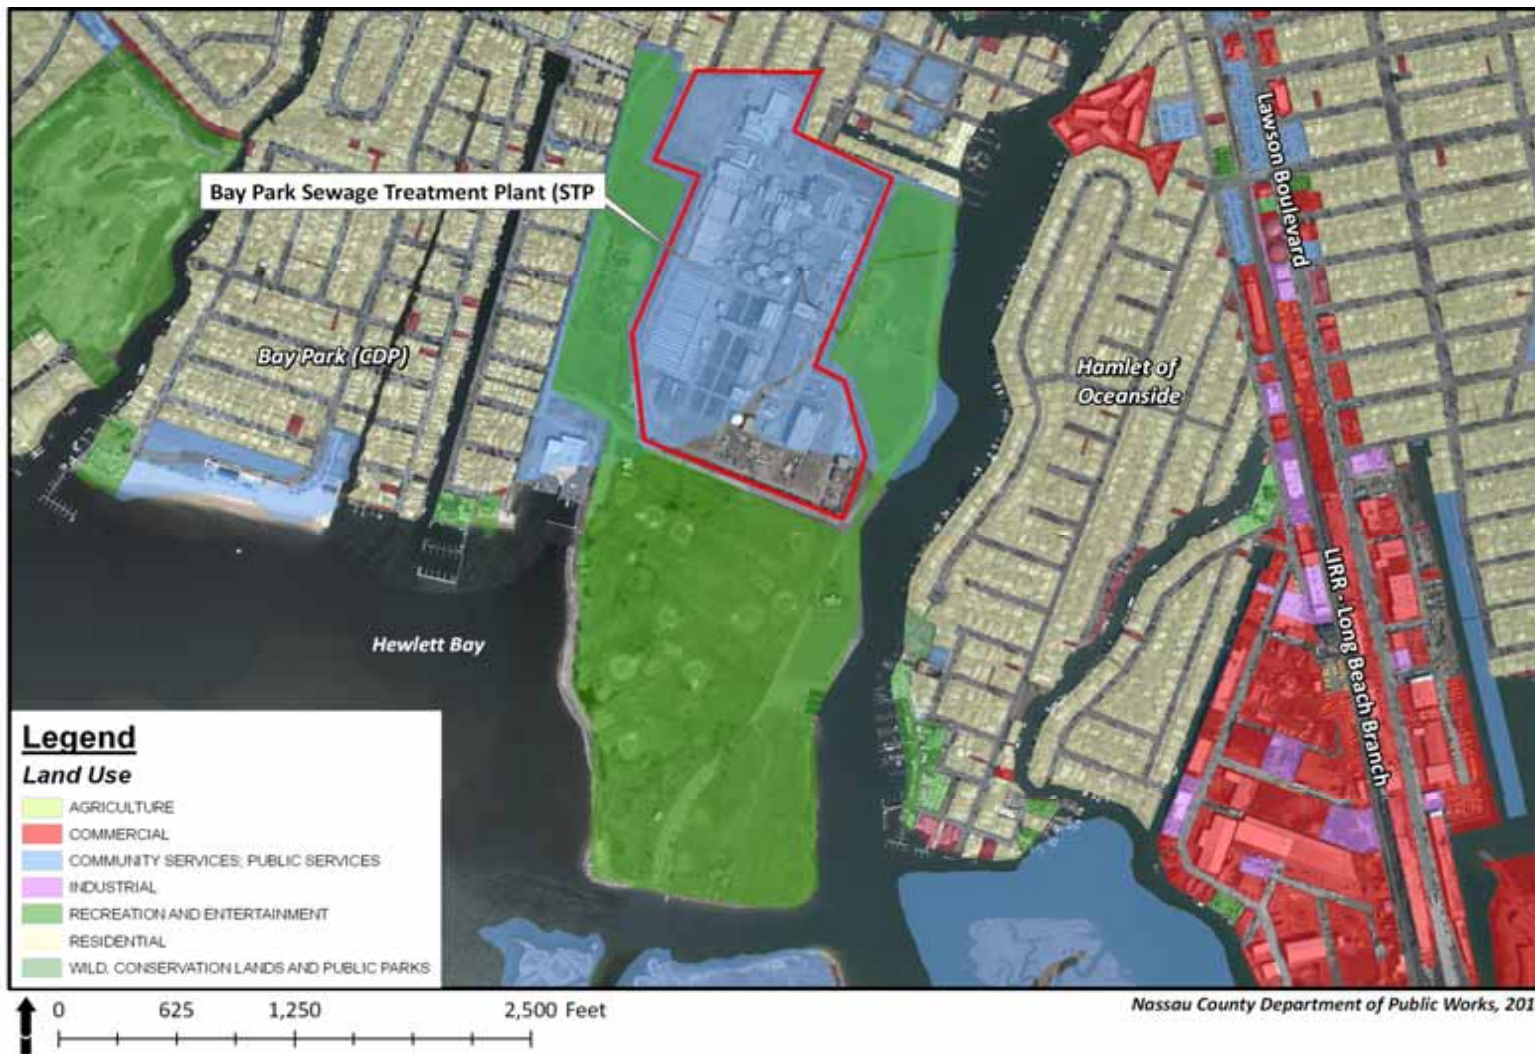 Lawson Boulevard
Bay Park Sewage Treatment Plant (STP
Bay Park (CDP)
Hamlet of
Oceanside
LIRR - Long Beach Branch
Hewlett Bay
Legend
Land Use
AGRICULTURE
COMMERCIAL
COMMUNITY SERVICES; PUBLIC SERVICES
INDUSTRIAL
RECREATION AND ENTERTAINMENT
RESIDENTIAL
WILD, CONSERVATION LANDS AND PUBLIC PARKS
0 625 1,250 2,500 Feet
Nassau County Department of Public Works, 201